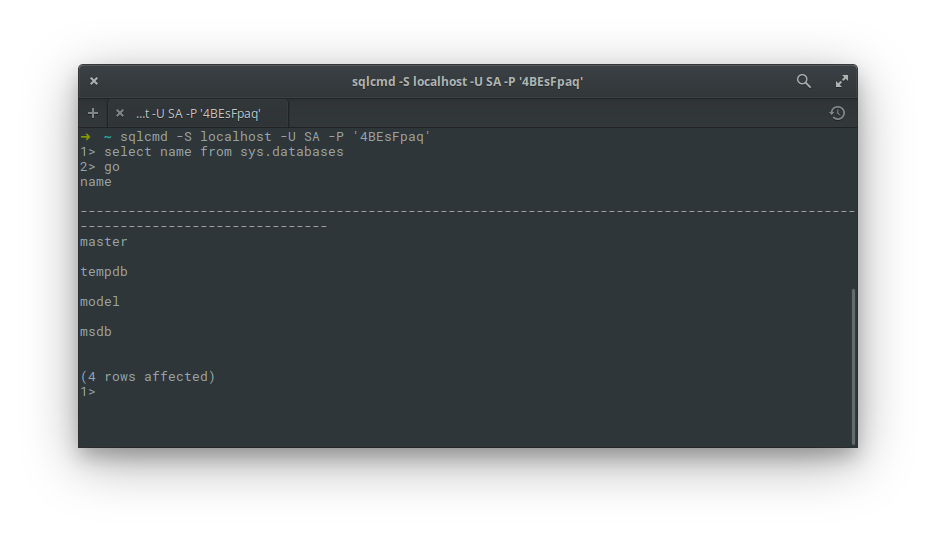 sqlcmd -S localhost -U SA -P '4BEsFpaq'
...t -U SA -P '4BEsFpaq'
→ ~ sqlcmd -S localhost -U SA -P '4BEsFpaq'
1> select name from sys.databases
2> go
name
-------------------------------------------------------------------------------------------------
-------------------------------
master
tempdb
model
msdb
(4 rows affected)
1>